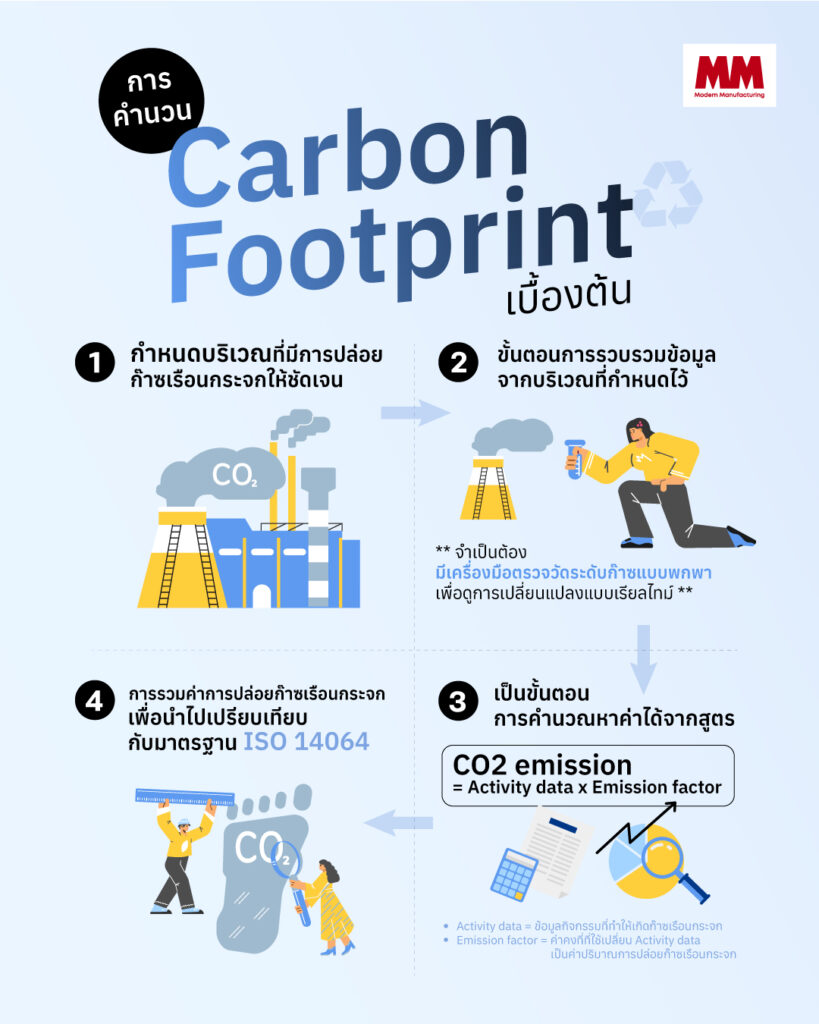 การ
คำนวน
Carbon
Footprint
เบื้องต้น
MM
Modern Manufacturing
1
กำหนดบริเวณที่มีการปล่อย
ก๊าซเรือนกระจกให้ชัดเจน
CO₂
2
ขั้นตอนการรวบรวมข้อมูล
จากบริเวณที่กำหนดไว้
** จำเป็นต้อง
มีเครื่องมือตรวจวัดระดับก๊าซแบบพกพา
เพื่อดูการเปลี่ยนแปลงแบบเรียลไทม์ **
3
เป็นขั้นตอน
การคำนวณหาค่าได้จากสูตร
CO2 emission
= Activity data x Emission factor
• Activity data = ข้อมูลกิจกรรมที่ทำให้เกิดก๊าซเรือนกระจก
• Emission factor = ค่าคงที่ที่ใช้เปลี่ยน Activity data
เป็นค่าปริมาณการปล่อยก๊าซเรือนกระจก
4
การรวมค่าการปล่อยก๊าซเรือนกระจก
เพื่อนำไปเปรียบเทียบ
กับมาตรฐาน ISO 14064
CO₂